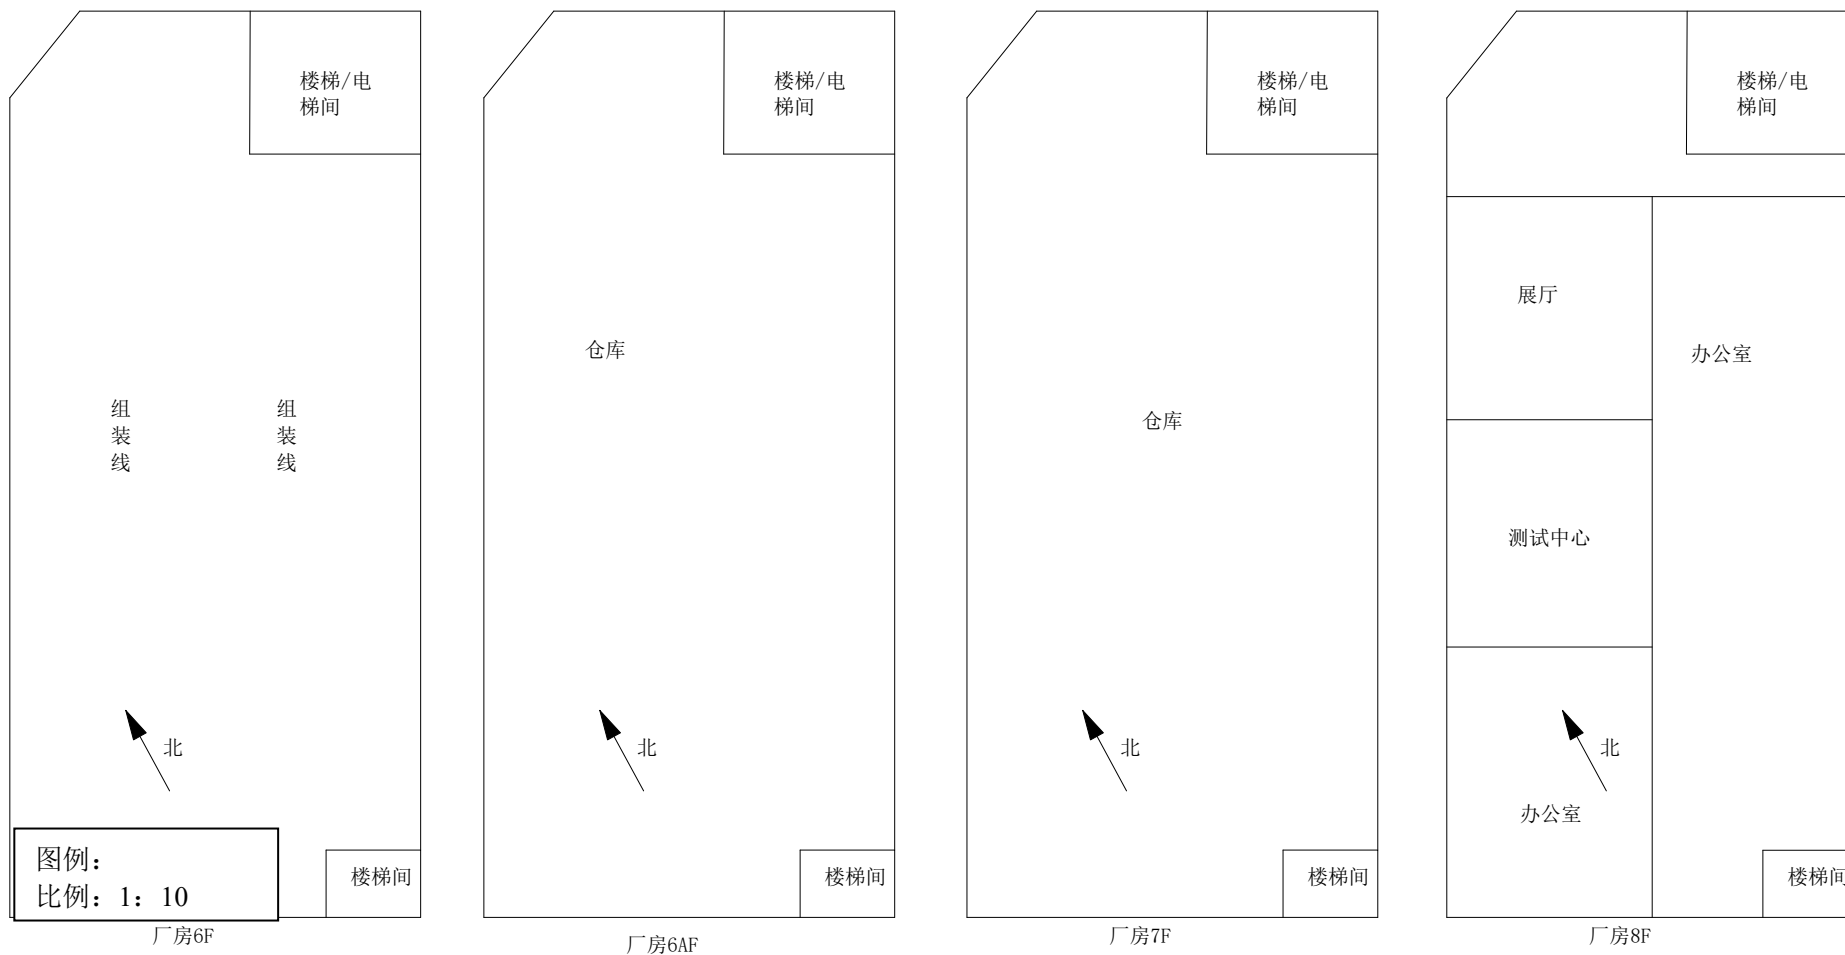 楼梯/电
梯间
组
装
线
组
装
线
北
图例：
比例：1：10
楼梯间
厂房6F
楼梯/电
梯间
仓库
北
楼梯间
厂房6AF
楼梯/电
梯间
仓库
北
楼梯间
厂房7F
楼梯/电
梯间
展厅
办公室
测试中心
北
办公室
楼梯间
厂房8F